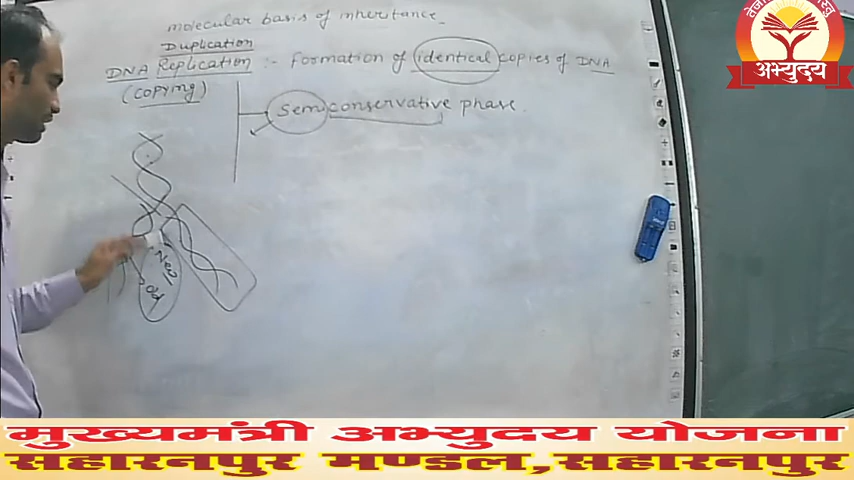 molecular basis of inheritance.
Duplication
DNA Replication :- Formation of identical copies of DNA
(copying)
Semiconservative phase.
New
old
अभ्युदय
मुख्यमंत्री अभ्युदय योजना
सहारनपुर मण्डल,सहारनपुर